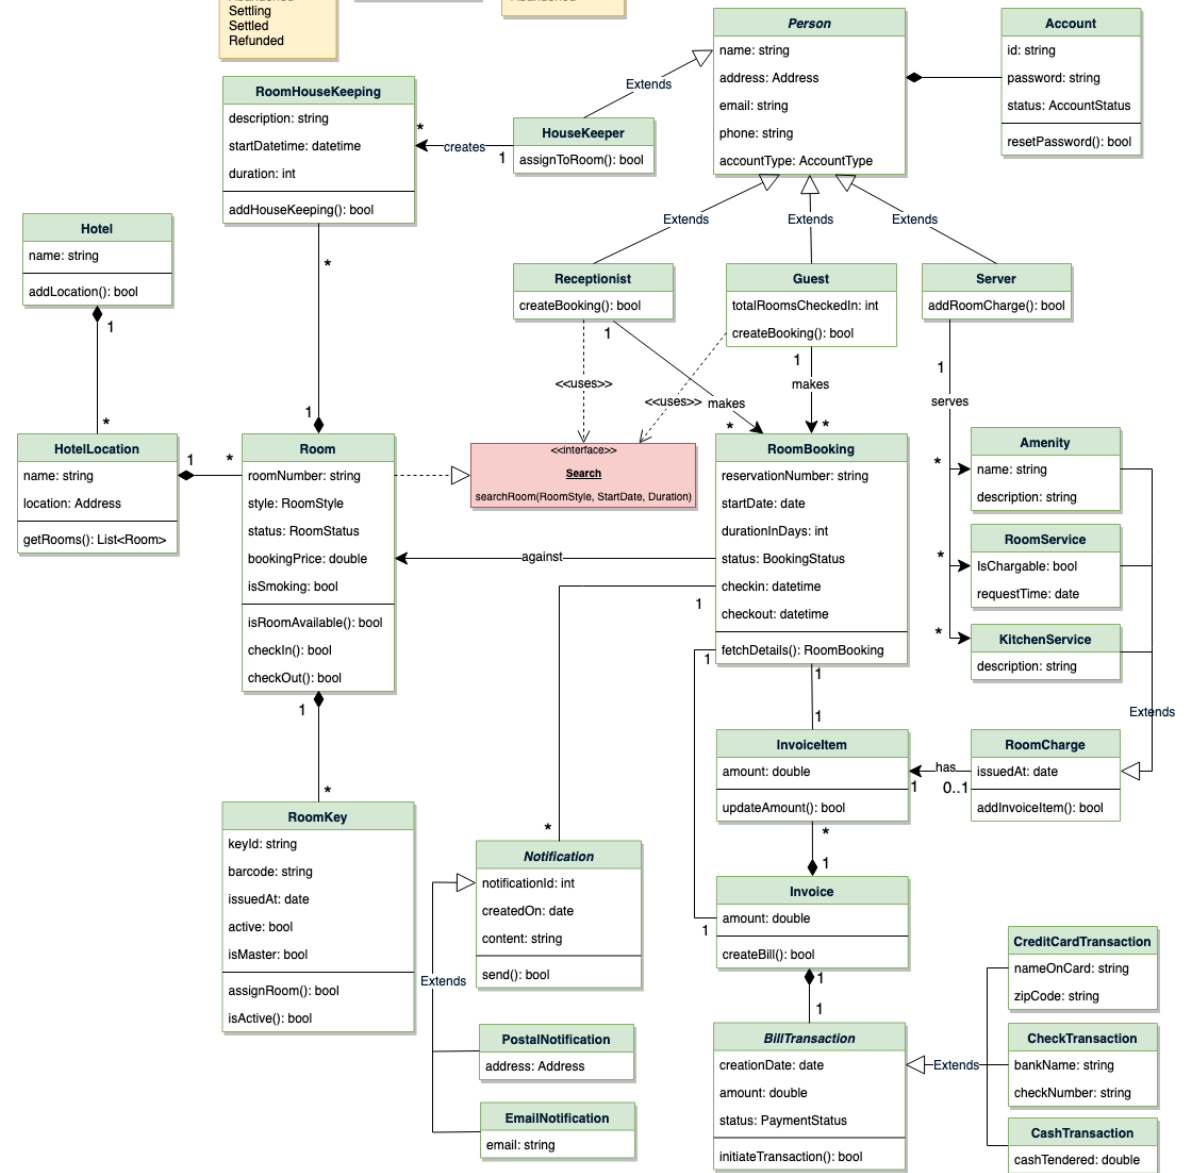 Settling
Settled
Refunded
Person
name: string
address: Address
email: string
phone: string
accountType: AccountType
Account
id: string
password: string
status: AccountStatus
resetPassword(): bool
RoomHouseKeeping
description: string
startDatetime: datetime
duration: int
addHouseKeeping(): bool
*
creates
1
HouseKeeper
assignToRoom(): bool
Extends
Extends
Extends
Extends
Hotel
name: string
addLocation(): bool
1
*
*
1
Receptionist
createBooking(): bool
1
Guest
totalRoomsCheckedIn: int
createBooking(): bool
1
makes
*
Server
addRoomCharge(): bool
1
serves
<<uses>>
<<uses>>
makes
*
HotelLocation
name: string
location: Address
getRooms(): List<Room>
1
*
Room
roomNumber: string
style: RoomStyle
status: RoomStatus
bookingPrice: double
isSmoking: bool
isRoomAvailable(): bool
checkIn(): bool
checkOut(): bool
<<interface>>
Search
searchRoom(RoomStyle, StartDate, Duration)
against
RoomBooking
reservationNumber: string
startDate: date
durationInDays: int
status: BookingStatus
checkin: datetime
checkout: datetime
fetchDetails(): RoomBooking
1
1
1
1
*
Amenity
name: string
description: string
*
RoomService
IsChargable: bool
requestTime: date
*
KitchenService
description: string
Extends
1
*
InvoiceItem
amount: double
updateAmount(): bool
has
1
0..1
RoomCharge
issuedAt: date
addInvoiceItem(): bool
RoomKey
keyId: string
barcode: string
issuedAt: date
active: bool
isMaster: bool
assignRoom(): bool
isActive(): bool
*
Notification
notificationId: int
createdOn: date
content: string
send(): bool
Extends
*
1
Invoice
amount: double
createBill(): bool
1
1
1
PostalNotification
address: Address
EmailNotification
email: string
BillTransaction
creationDate: date
amount: double
status: PaymentStatus
initiateTransaction(): bool
Extends
CreditCardTransaction
nameOnCard: string
zipCode: string
CheckTransaction
bankName: string
checkNumber: string
CashTransaction
cashTendered: double